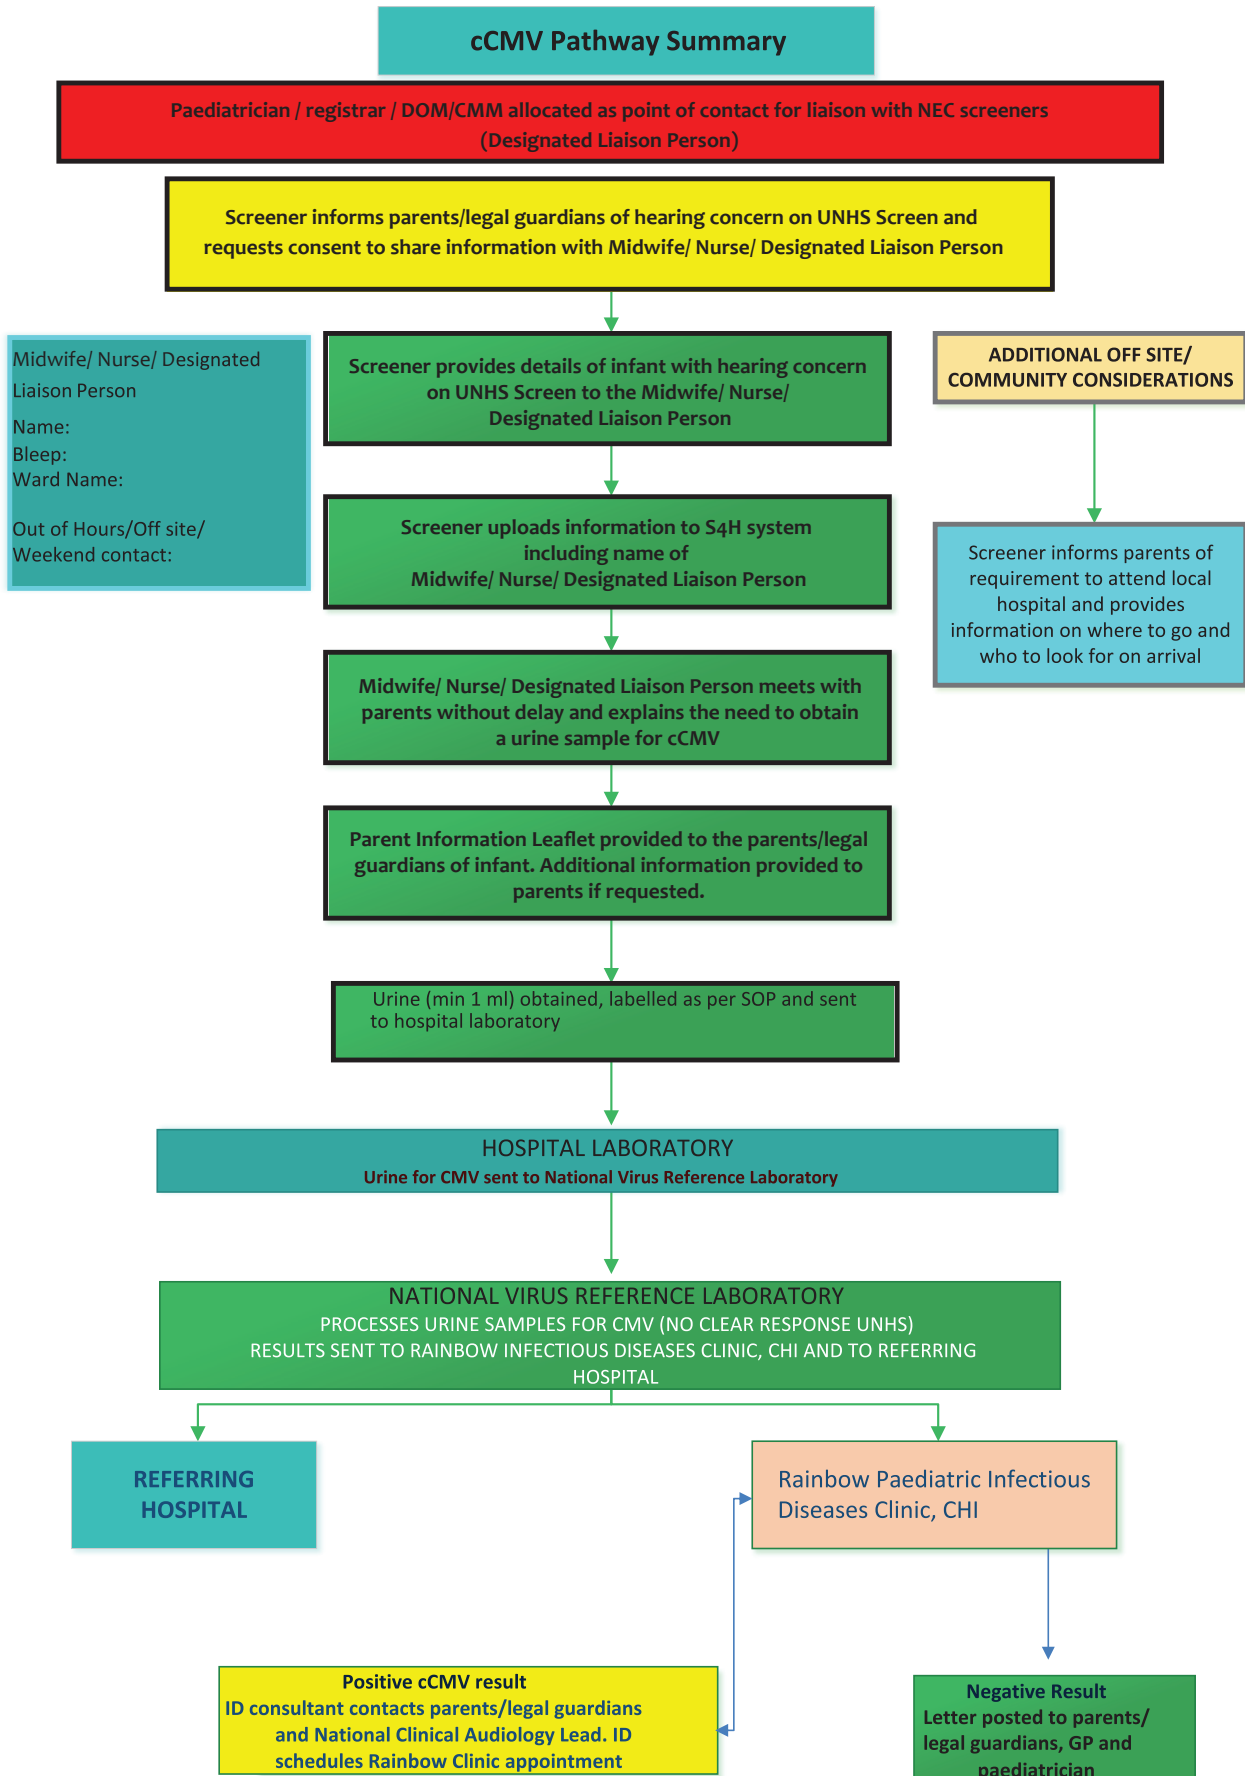 cCMV Pathway Summary
Paediatrician / registrar / DOM/CMM allocated as point of contact for liaison with NEC screeners
(Designated Liaison Person)
Screener informs parents/legal guardians of hearing concern on UNHS Screen and
requests consent to share information with Midwife/ Nurse/ Designated Liaison Person
Midwife/ Nurse/ Designated
Liaison Person
Name:
Bleep:
Ward Name:
Out of Hours/Off site/
Weekend contact:
Screener provides details of infant with hearing concern
on UNHS Screen to the Midwife/ Nurse/
Designated Liaison Person
ADDITIONAL OFF SITE/
COMMUNITY CONSIDERATIONS
Screener uploads information to S4H system
including name of
Midwife/ Nurse/ Designated Liaison Person
Screener informs parents of
requirement to attend local
hospital and provides
information on where to go and
who to look for on arrival
Midwife/ Nurse/ Designated Liaison Person meets with
parents without delay and explains the need to obtain
a urine sample for cCMV
Parent Information Leaflet provided to the parents/legal
guardians of infant. Additional information provided to
parents if requested.
Urine (min 1 ml) obtained, labelled as per SOP and sent
to hospital laboratory
HOSPITAL LABORATORY
Urine for CMV sent to National Virus Reference Laboratory
NATIONAL VIRUS REFERENCE LABORATORY
PROCESSES URINE SAMPLES FOR CMV (NO CLEAR RESPONSE UNHS)
RESULTS SENT TO RAINBOW INFECTIOUS DISEASES CLINIC, CHI AND TO REFERRING
HOSPITAL
REFERRING
HOSPITAL
Rainbow Paediatric Infectious
Diseases Clinic, CHI
Positive cCMV result
ID consultant contacts parents/legal guardians
and National Clinical Audiology Lead. ID
schedules Rainbow Clinic appointment
Negative Result
Letter posted to parents/
legal guardians, GP and
paediatrician